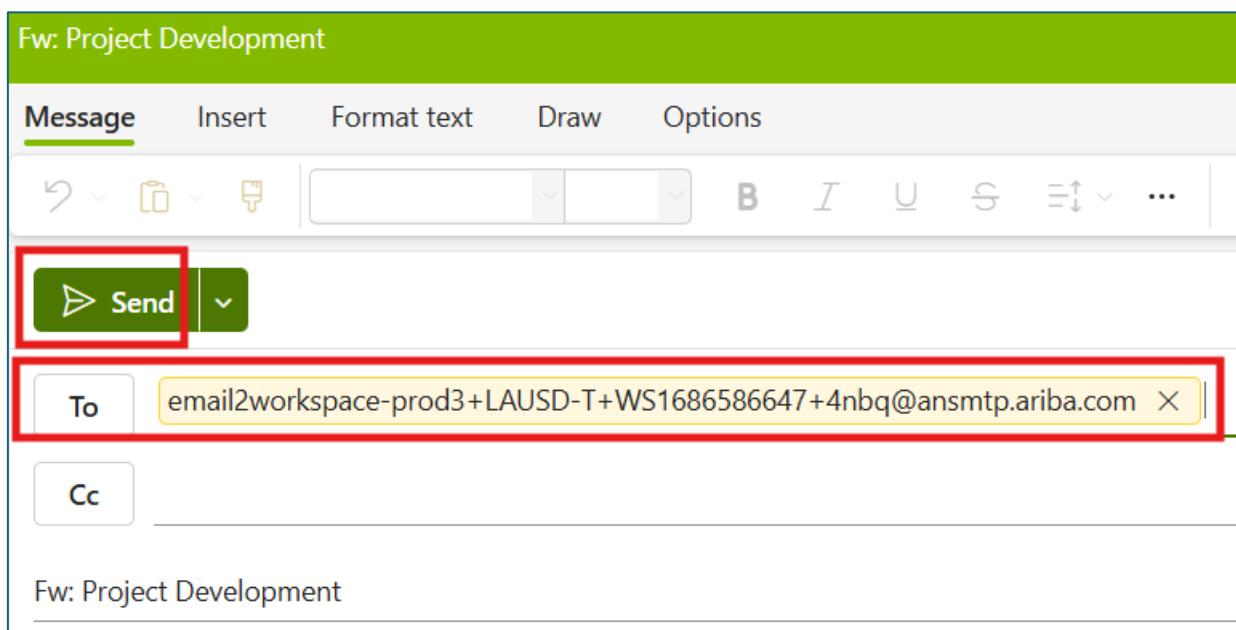 Fw: Project Development
Message Insert Format text Draw Options
B I U S
Send
To email2workspace-prod3+LAUSD-T+WS1686586647+4nbq@ansmtp.ariba.com
Cc
Fw: Project Development